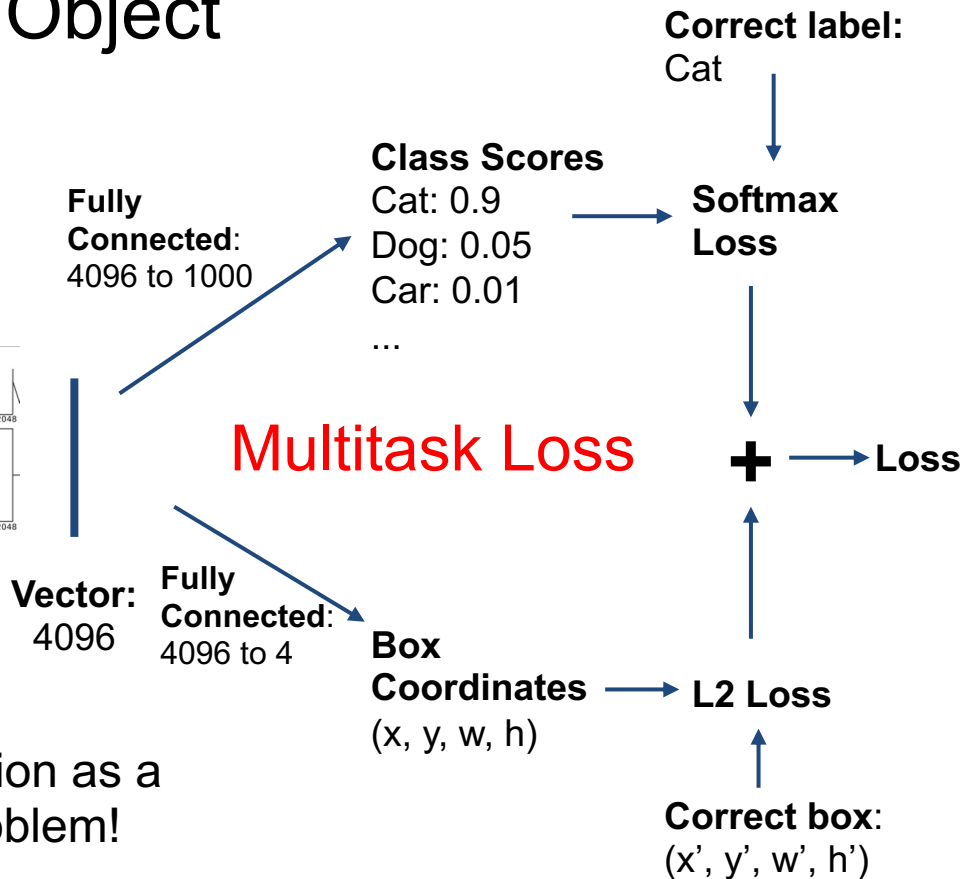 Object
Correct label:
Cat
Class Scores
Cat: 0.9
Dog: 0.05
Car: 0.01
...
Fully
Connected:
4096 to 1000
Softmax
Loss
2048
Multitask Loss
+
Loss
Vector:
4096
Fully
Connected:
4096 to 4
Box
Coordinates
(x, y, w, h)
L2 Loss
ion as a
oblem!
Correct box:
(x’, y’, w’, h’)